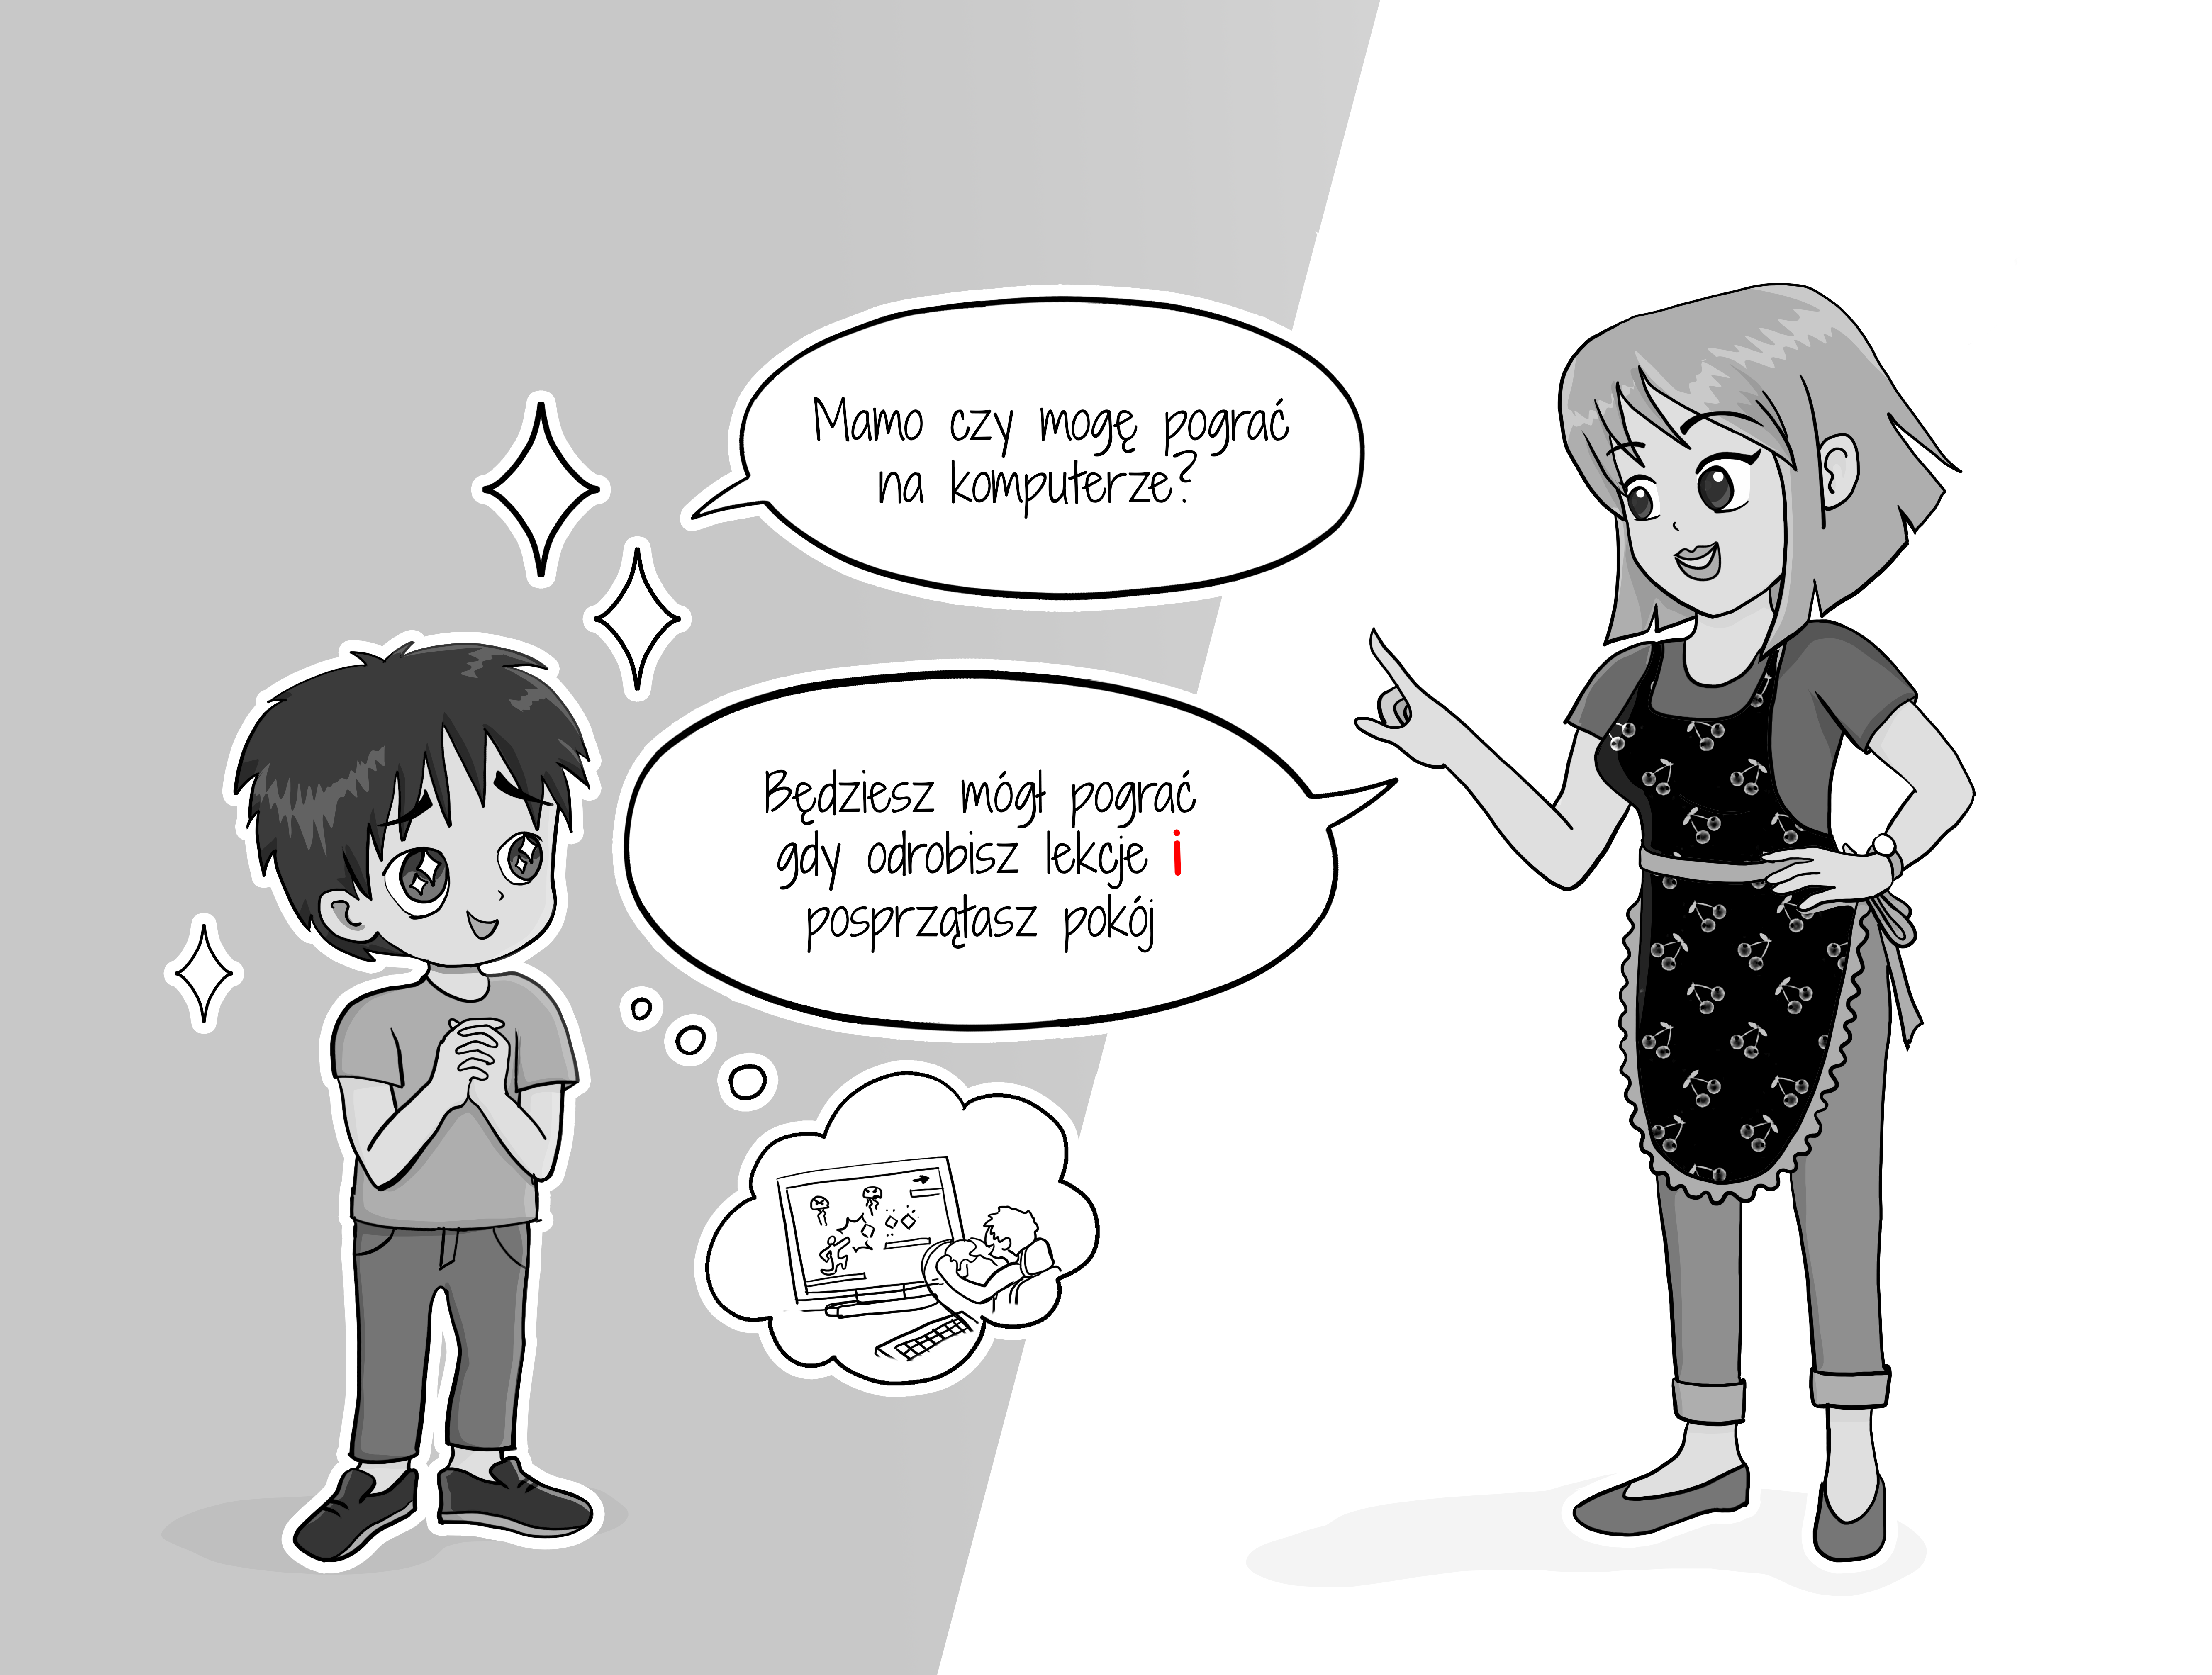 Mamo czy mogę pograć
na komputerze?
Będziesz mógł pograć
gdy odrobisz lekcje i
posprzątasz pokój